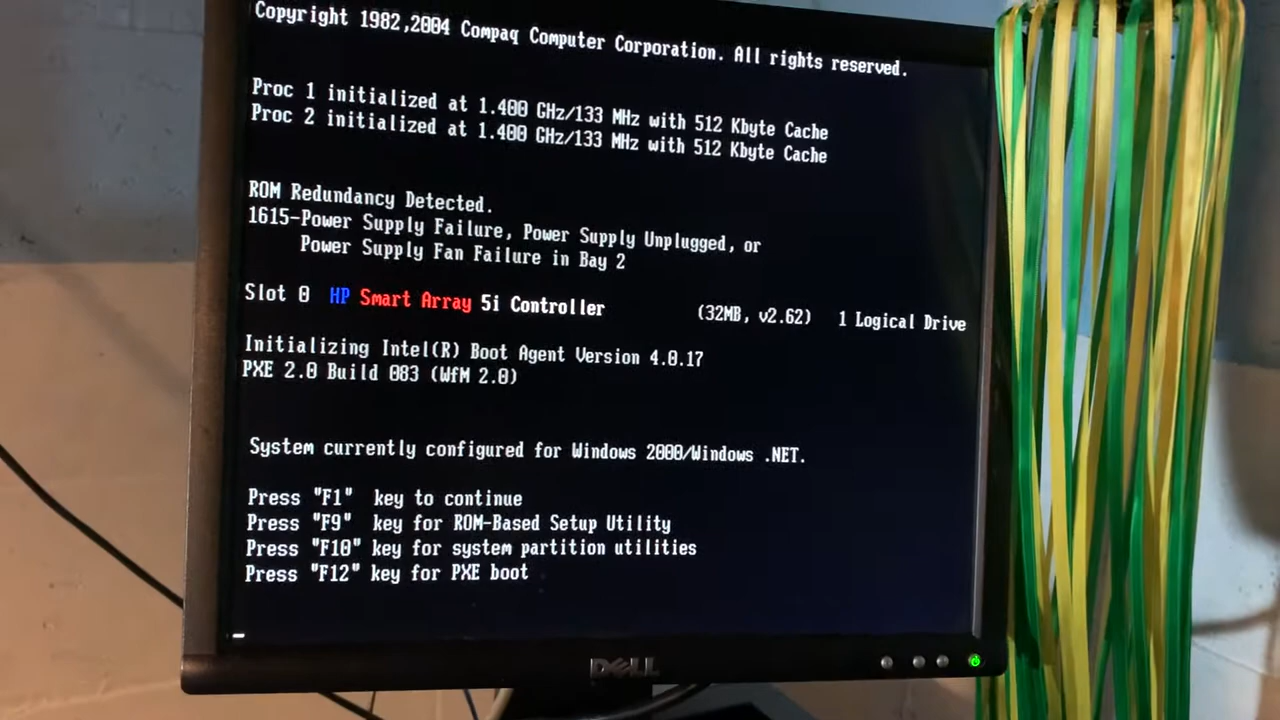 Copyright 1982,2004 Compaq Computer Corporation. All rights reserved.
Proc 1 initialized at 1.400 GHz/133 MHz with 512 Kbyte Cache
Proc 2 initialized at 1.400 GHz/133 MHz with 512 Kbyte Cache
ROM Redundancy Detected.
1615-Power Supply Failure, Power Supply Unplugged, or
Power Supply Fan Failure in Bay 2
Slot 0 HP Smart Array 5i Controller (32MB, v2.62) 1 Logical Drive
Initializing Intel(R) Boot Agent Version 4.0.17
PXE 2.0 Build 083 (WfM 2.0)
System currently configured for Windows 2000/Windows .NET.
Press "F1" key to continue
Press "F9" key for ROM-Based Setup Utility
Press "F10" key for system partition utilities
Press "F12" key for PXE boot
DELL